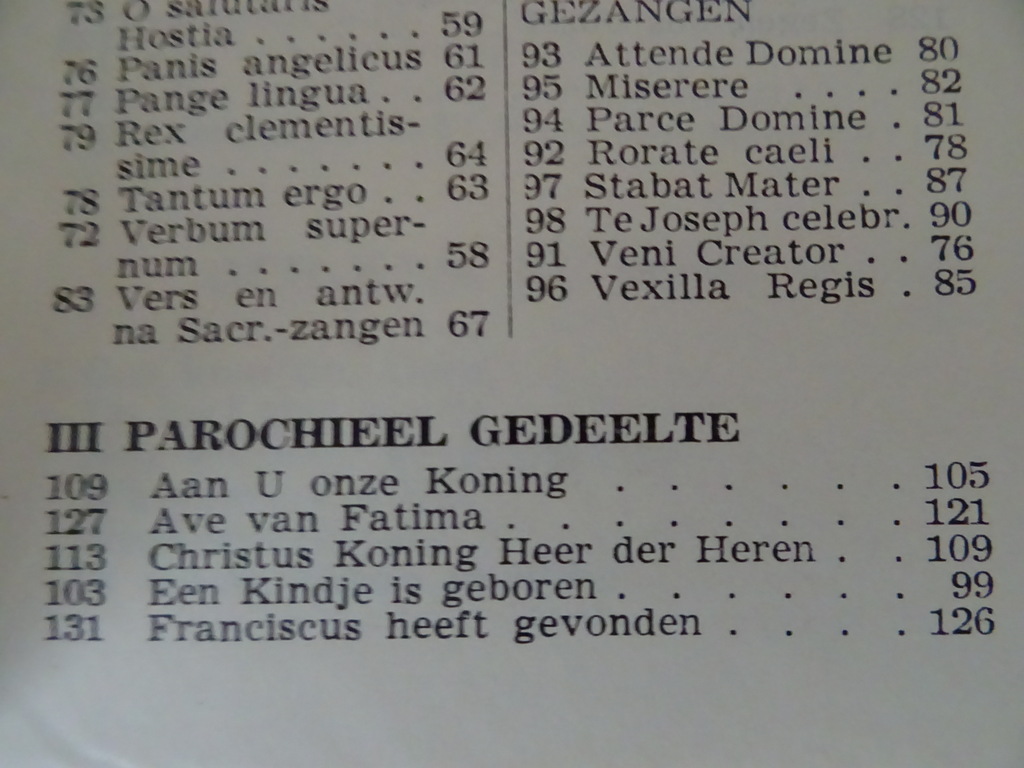 73 O salutaris
Hostia . . . . . . 59
76 Panis angelicus 61
77 Pange lingua . . 62
79 Rex clementis-
sime . . . . . . . 64
78 Tantum ergo . . 63
72 Verbum super-
num . . . . . . . 58
83 Vers en antw.
na Sacr.-zangen 67
GEZANGEN
93 Attende Domine 80
95 Miserere . . . . 82
94 Parce Domine . 81
92 Rorate caeli . . 78
97 Stabat Mater . . 87
98 Te Joseph celebr. 90
91 Veni Creator . . 76
96 Vexilla Regis . 85
III PAROCHIEEL GEDEELTE
109 Aan U onze Koning . . . . . . 105
127 Ave van Fatima . . . . . . . . 121
113 Christus Koning Heer der Heren . . 109
103 Een Kindje is geboren . . . . . . 99
131 Franciscus heeft gevonden . . . . 126